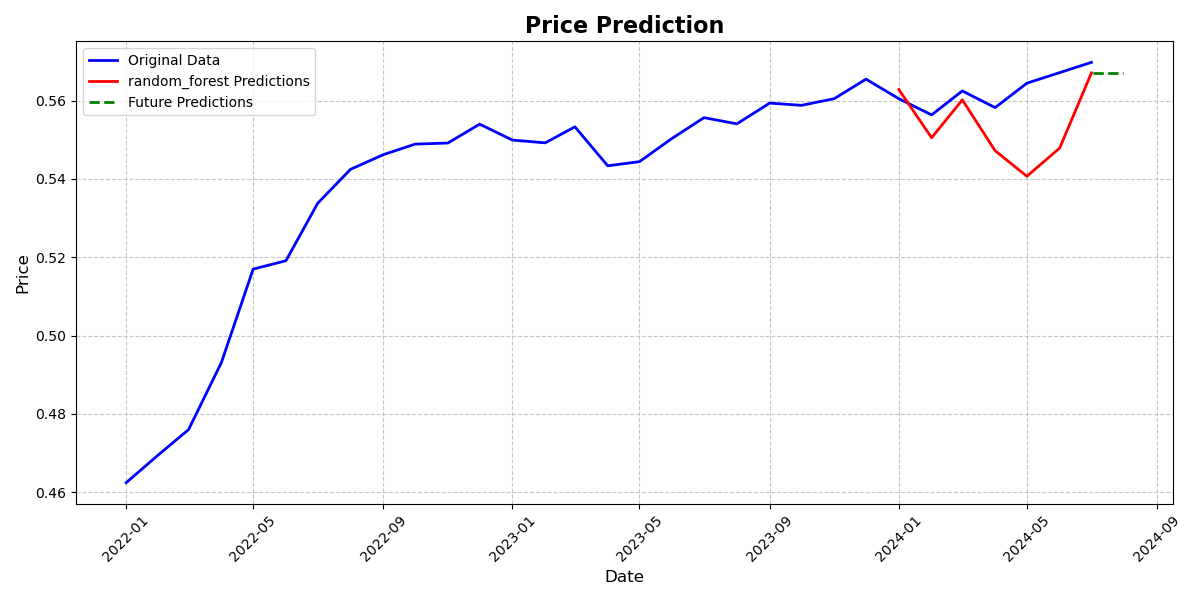 Price Prediction
Original Data
random_forest Predictions
Future Predictions
Price
0.56
0.54
0.52
0.50
0.48
0.46
2022-01
2022-05
2022-09
2023-01
2023-05
2023-09
2024-01
2024-05
2024-09
Date